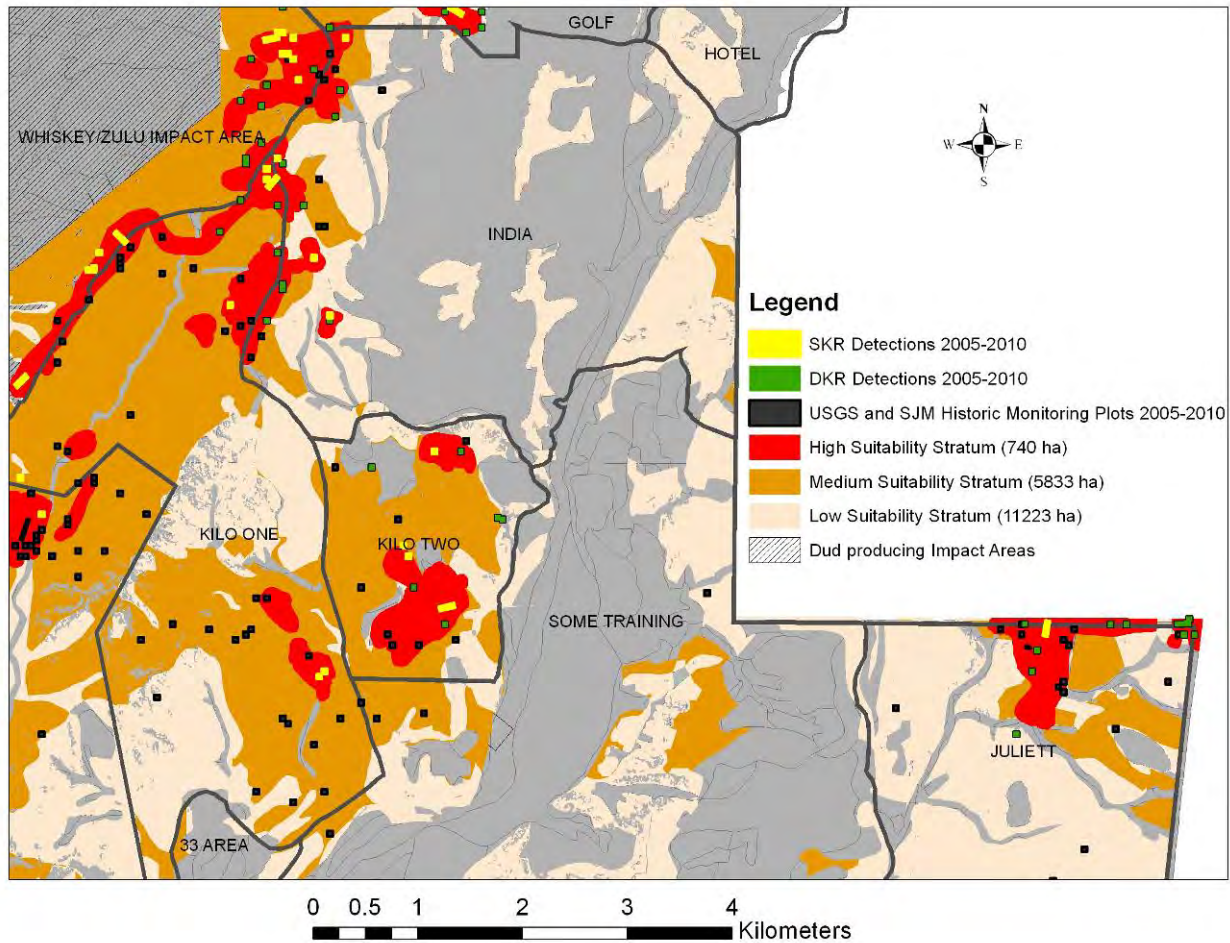 GOLF
HOTEL
WHISKEY/ZULU IMPACT AREA
N
W E
S
INDIA
Legend
SKR Detections 2005-2010
DKR Detections 2005-2010
USGS and SJM Historic Monitoring Plots 2005-2010
High Suitability Stratum (740 ha)
Medium Suitability Stratum (5833 ha)
Low Suitability Stratum (11223 ha)
Dud producing Impact Areas
KILO ONE
KILO TWO
SOME TRAINING
JULIETT
33 AREA
0 0.5 1 2 3 4
Kilometers